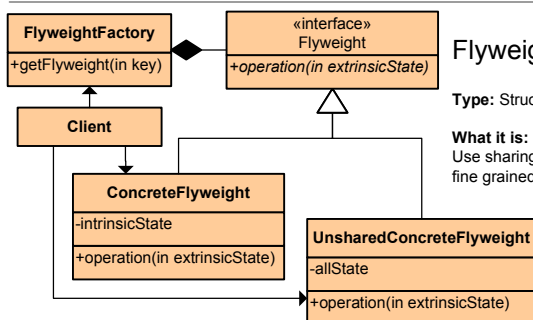 FlyweightFactory
+getFlyweight(in key)
«interface»
Flyweight
+operation(in extrinsicState)
Client
ConcreteFlyweight
-intrinsicState
+operation(in extrinsicState)
UnsharedConcreteFlyweight
-allState
+operation(in extrinsicState)
Flyweig
Type: Struc
What it is:
Use sharing
fine grained